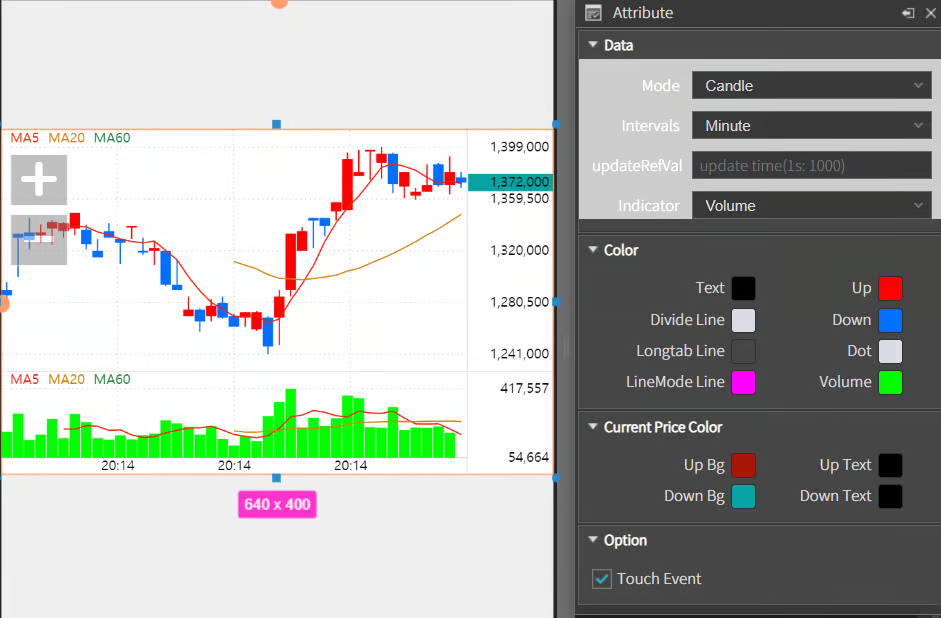 Attribute
Data
Mode Candle
Intervals Minute
updateRefVal update time(1s: 1000)
Indicator Volume
Color
Text Up
Divide Line Down
Longtab Line Dot
LineMode Line Volume
Current Price Color
Up Bg Up Text
Down Bg Down Text
Option
Touch Event
MA5 MA20 MA60
1,399,000
1,372,000
1,359,500
1,320,000
1,280,500
1,241,000
MA5 MA20 MA60
417,557
54,664
20:14 20:14 20:14
640 x 400